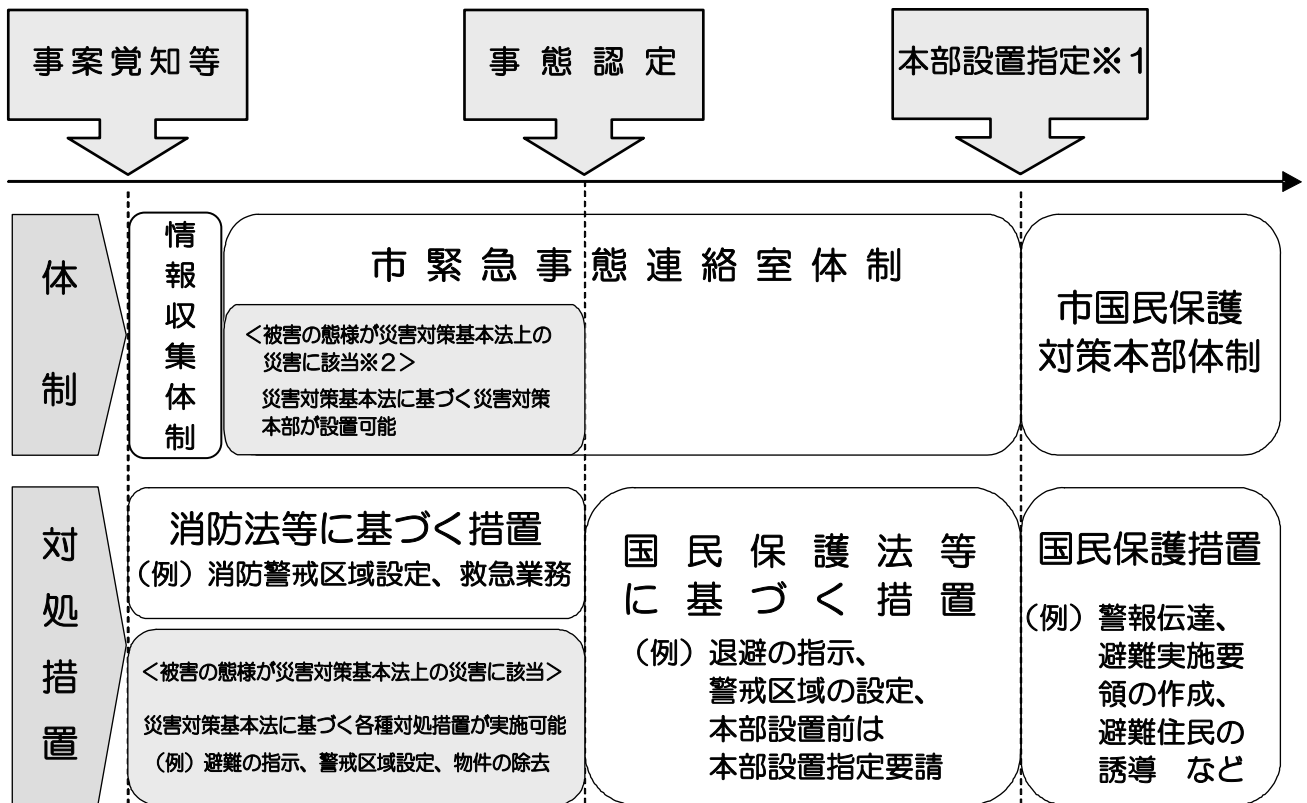 事案覚知等
事態認定
本部設置指定※1
体制
情報収集体制
市緊急事態連絡室体制
<被害の態様が災害対策基本法上の
災害に該当※2>
災害対策基本法に基づく災害対策
本部が設置可能
市国民保護
対策本部体制
対処措置
消防法等に基づく措置
(例)消防警戒区域設定、救急業務
<被害の態様が災害対策基本法上の災害に該当>
災害対策基本法に基づく各種対処措置が実施可能
(例)避難の指示、警戒区域設定、物件の除去
国民保護法等
に基づく措置
(例)退避の指示、
警戒区域の設定、
本部設置前は
本部設置指定要請
国民保護措置
(例)警報伝達、
避難実施要
領の作成、
避難住民の
誘導 など